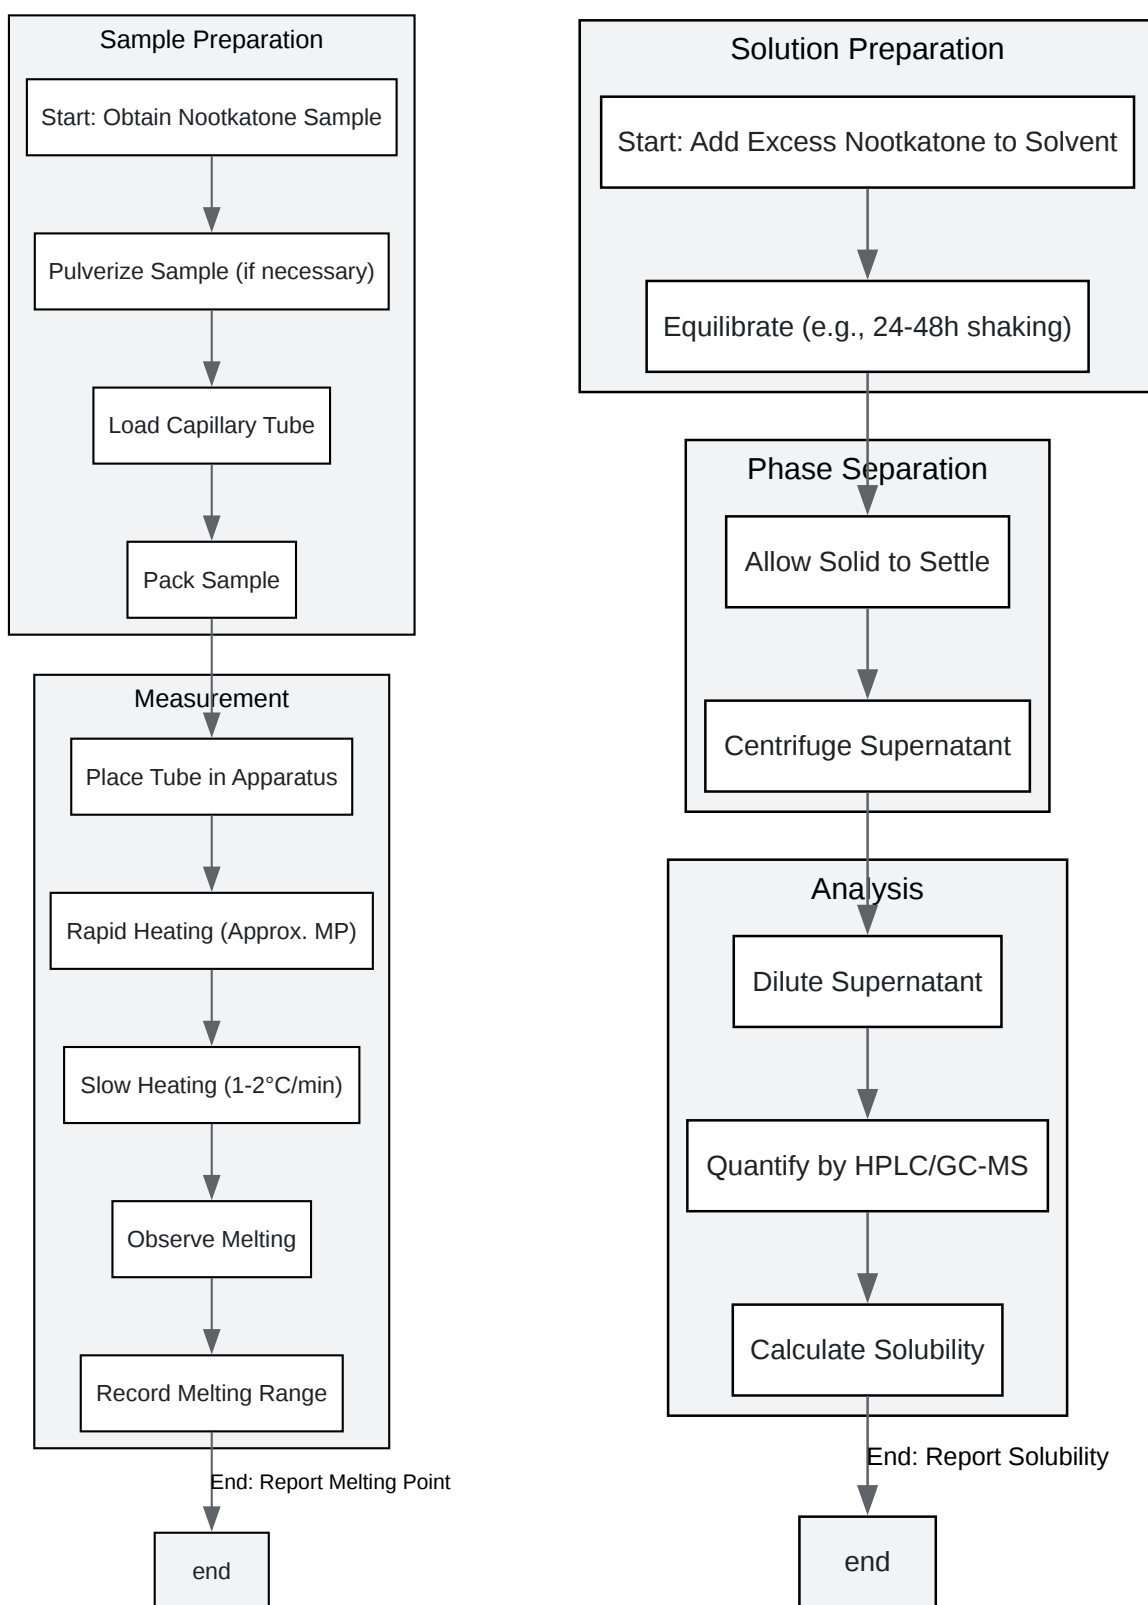 Sample Preparation
Start: Obtain Nootkatone Sample
Pulverize Sample (if necessary)
Load Capillary Tube
Pack Sample
Measurement
Place Tube in Apparatus
Rapid Heating (Approx. MP)
Slow Heating (1-2°C/min)
Observe Melting
Record Melting Range
End: Report Melting Point
end
Solution Preparation
Start: Add Excess Nootkatone to Solvent
Equilibrate (e.g., 24-48h shaking)
Phase Separation
Allow Solid to Settle
Centrifuge Supernatant
Analysis
Dilute Supernatant
Quantify by HPLC/GC-MS
Calculate Solubility
End: Report Solubility
end